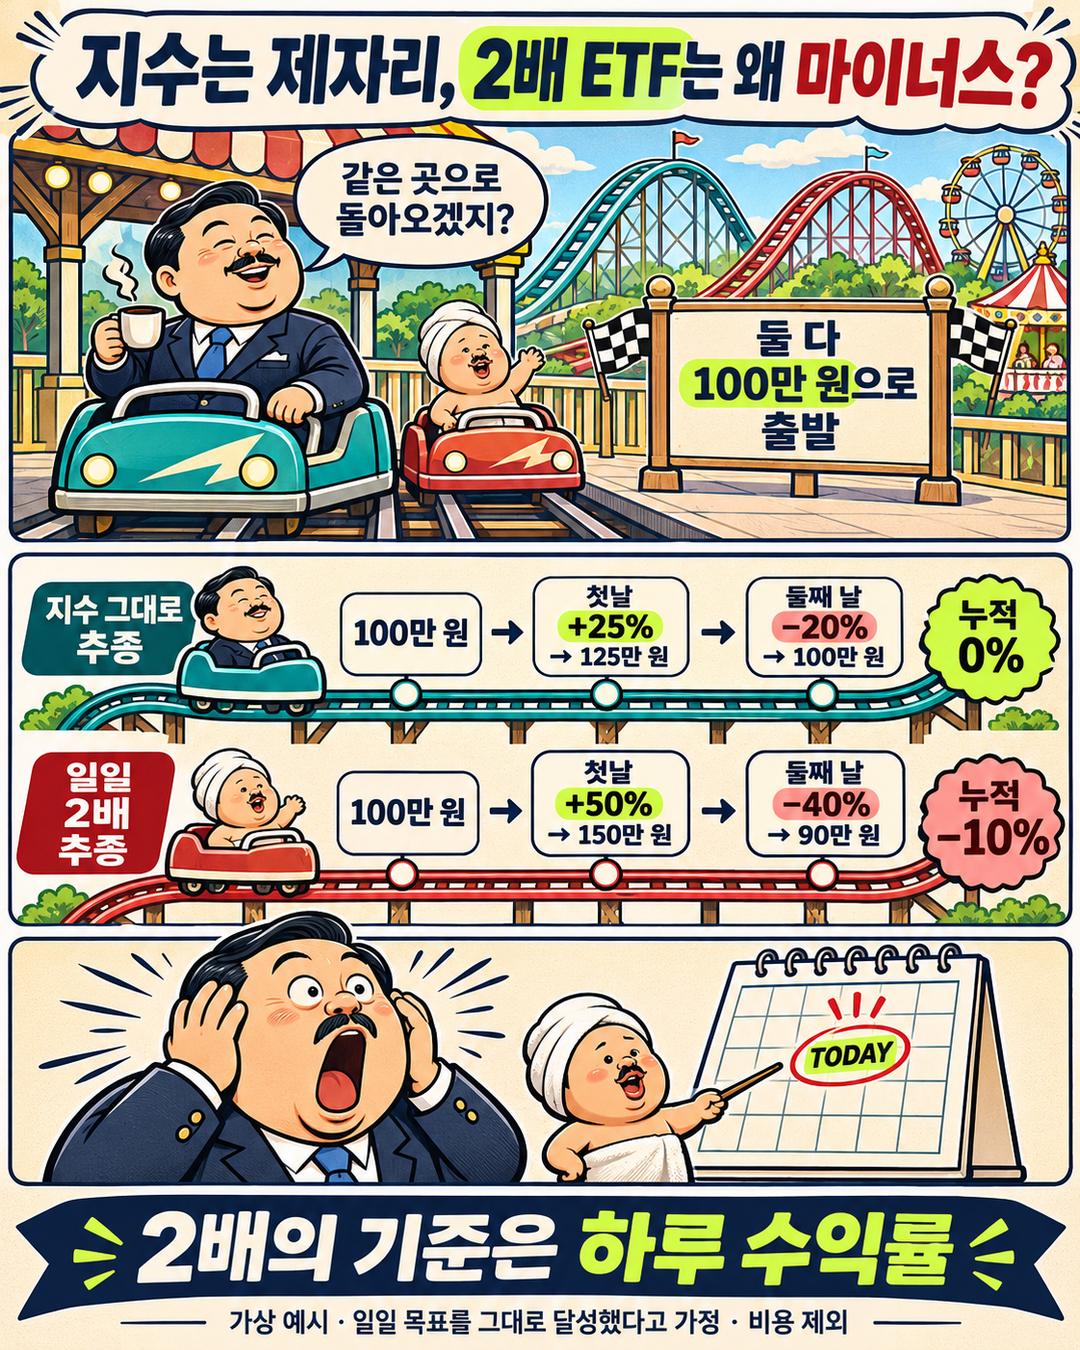 지수는 제자리, 2배 ETF는 왜 마이너스?
같은 곳으로
돌아오겠지?
둘 다
100만 원으로
출발
지수 그대로
추종
100만 원
첫날
+25%
→ 125만 원
둘째 날
−20%
→ 100만 원
누적
0%
일일
2배
추종
100만 원
첫날
+50%
→ 150만 원
둘째 날
−40%
→ 90만 원
누적
−10%
TODAY
2배의 기준은 하루 수익률
가상 예시 · 일일 목표를 그대로 달성했다고 가정 · 비용 제외